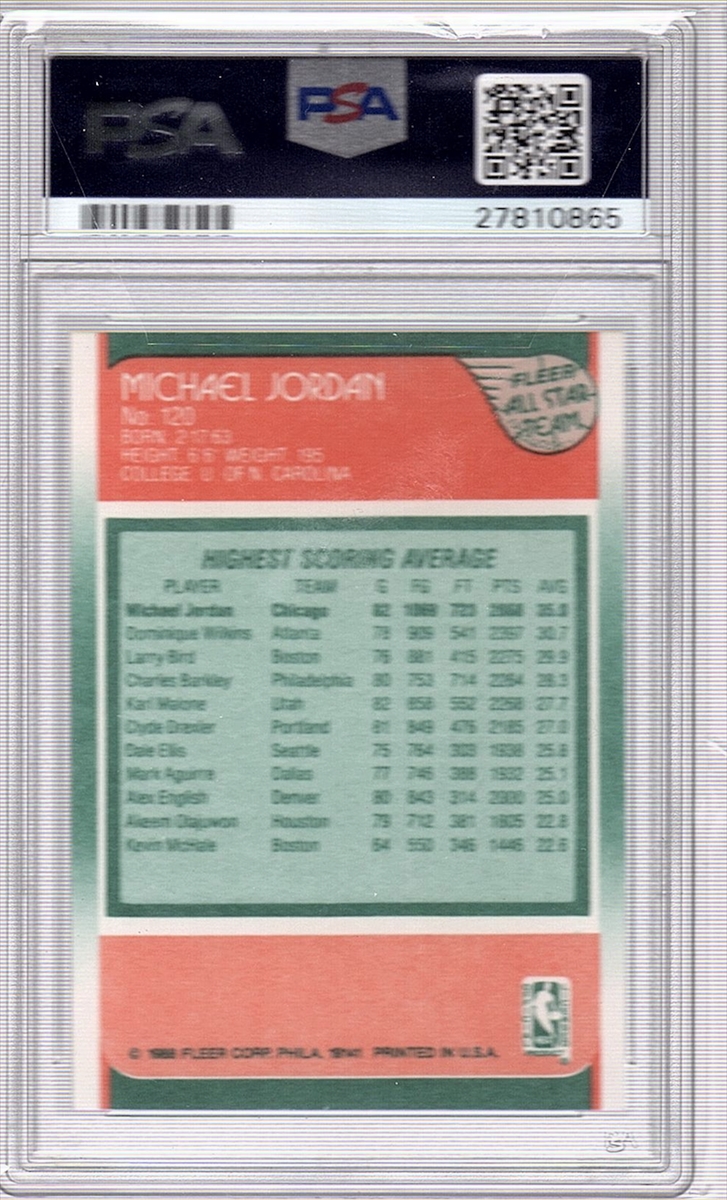 PSA
PSA
27810865
MICHAEL JORDAN
No. 120
BORN: 2 17 63
HEIGHT: 6'6" WEIGHT: 195
COLLEGE: U. OF N. CAROLINA
FLEER
ALL STAR
TEAM
HIGHEST SCORING AVERAGE
PLAYER TEAM G FG FT PTS AVG
Michael Jordan Chicago 82 1069 723 2868 35.0
Dominique Wilkins Atlanta 78 909 541 2397 30.7
Larry Bird Boston 76 881 415 2275 29.9
Charles Barkley Philadelphia 80 753 714 2264 28.3
Karl Malone Utah 82 858 552 2268 27.7
Clyde Drexler Portland 81 849 476 2185 27.0
Dale Ellis Seattle 75 764 303 1938 25.8
Mark Aguirre Dallas 77 746 388 1932 25.1
Alex English Denver 80 843 314 2000 25.0
Akeem Olajuwon Houston 79 712 381 1805 22.8
Kevin McHale Boston 64 550 346 1446 22.6
© 1988 FLEER CORP. PHILA. 19141 PRINTED IN U.S.A.
PSA